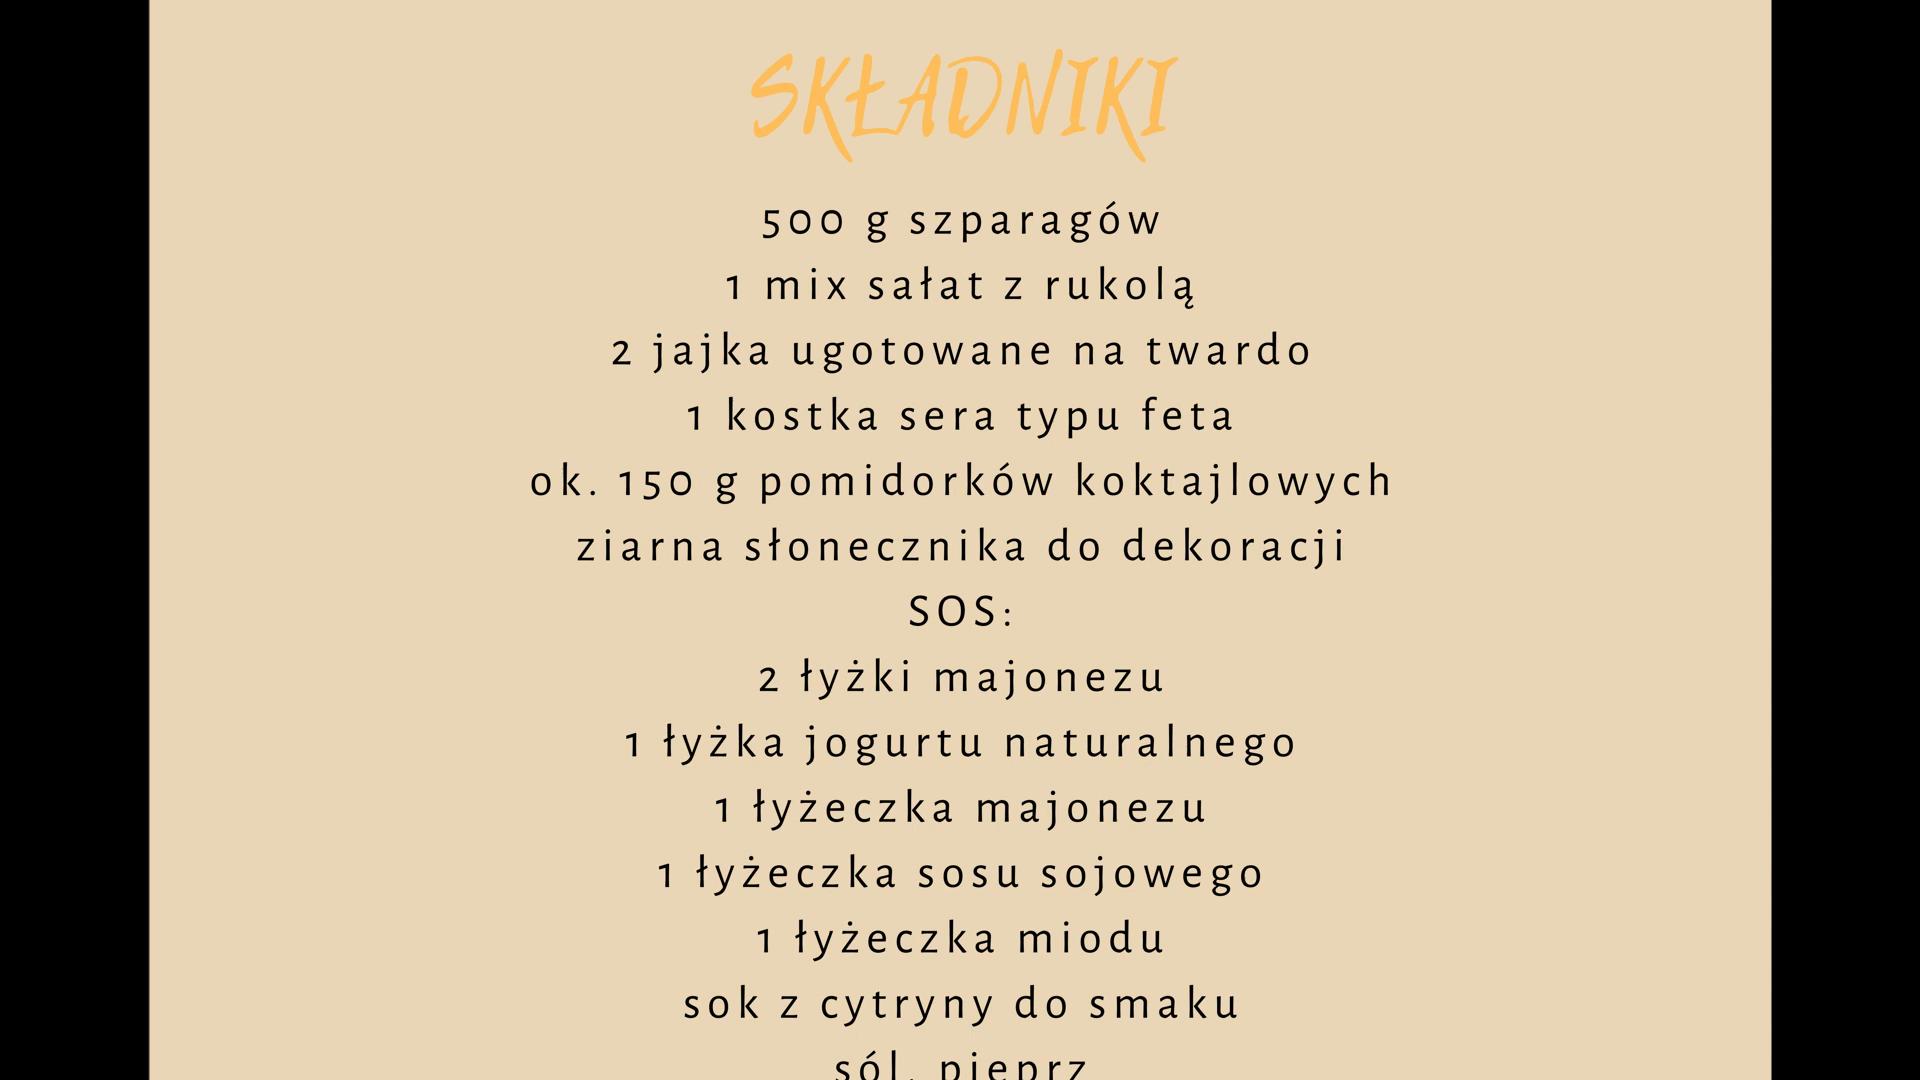 SKŁADNIKI
500 g szparagów
1 mix sałat z rukolą
2 jajka ugotowane na twardo
1 kostka sera typu feta
ok. 150 g pomidorków koktajlowych
ziarna słonecznika do dekoracji
SOS:
2 łyżki majonezu
1 łyżka jogurtu naturalnego
1 łyżeczka majonezu
1 łyżeczka sosu sojowego
1 łyżeczka miodu
sok z cytryny do smaku
sól, pieprz